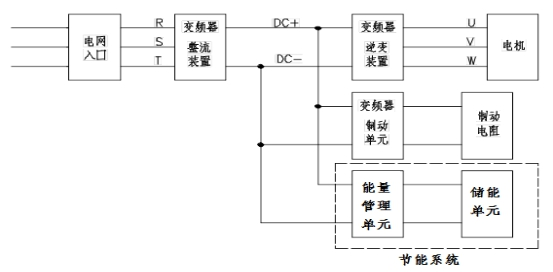 电网
入口
R
S
T
变频器
整流
装置
DC+
DC−
变频器
逆变
装置
U
V
W
电机
变频器
制动
单元
制动
电阻
能量
管理
单元
储能
单元
节能系统